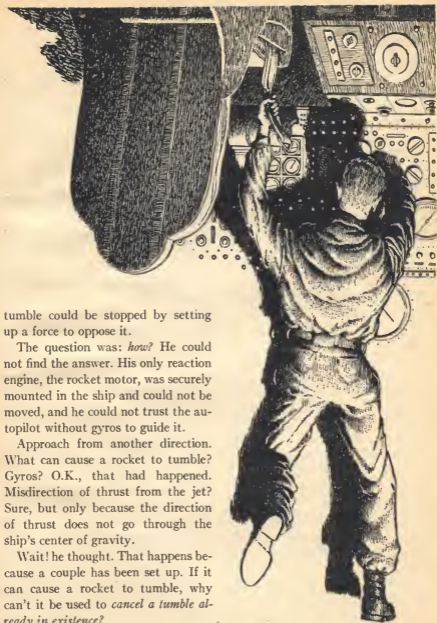 tumble could be stopped by setting
up a force to oppose it.
The question was: how? He could
not find the answer. His only reaction
engine, the rocket motor, was securely
mounted in the ship and could not be
moved, and he could not trust the au-
topilot without gyros to guide it.
Approach from another direction.
What can cause a rocket to tumble?
Gyros? O.K., that had happened.
Misdirection of thrust from the jet?
Sure, but only because the direction
of thrust does not go through the
ship's center of gravity.
Wait! he thought. That happens be-
cause a couple has been set up. If it
can cause a rocket to tumble, why
can't it be used to cancel a tumble al-
ready in existence?